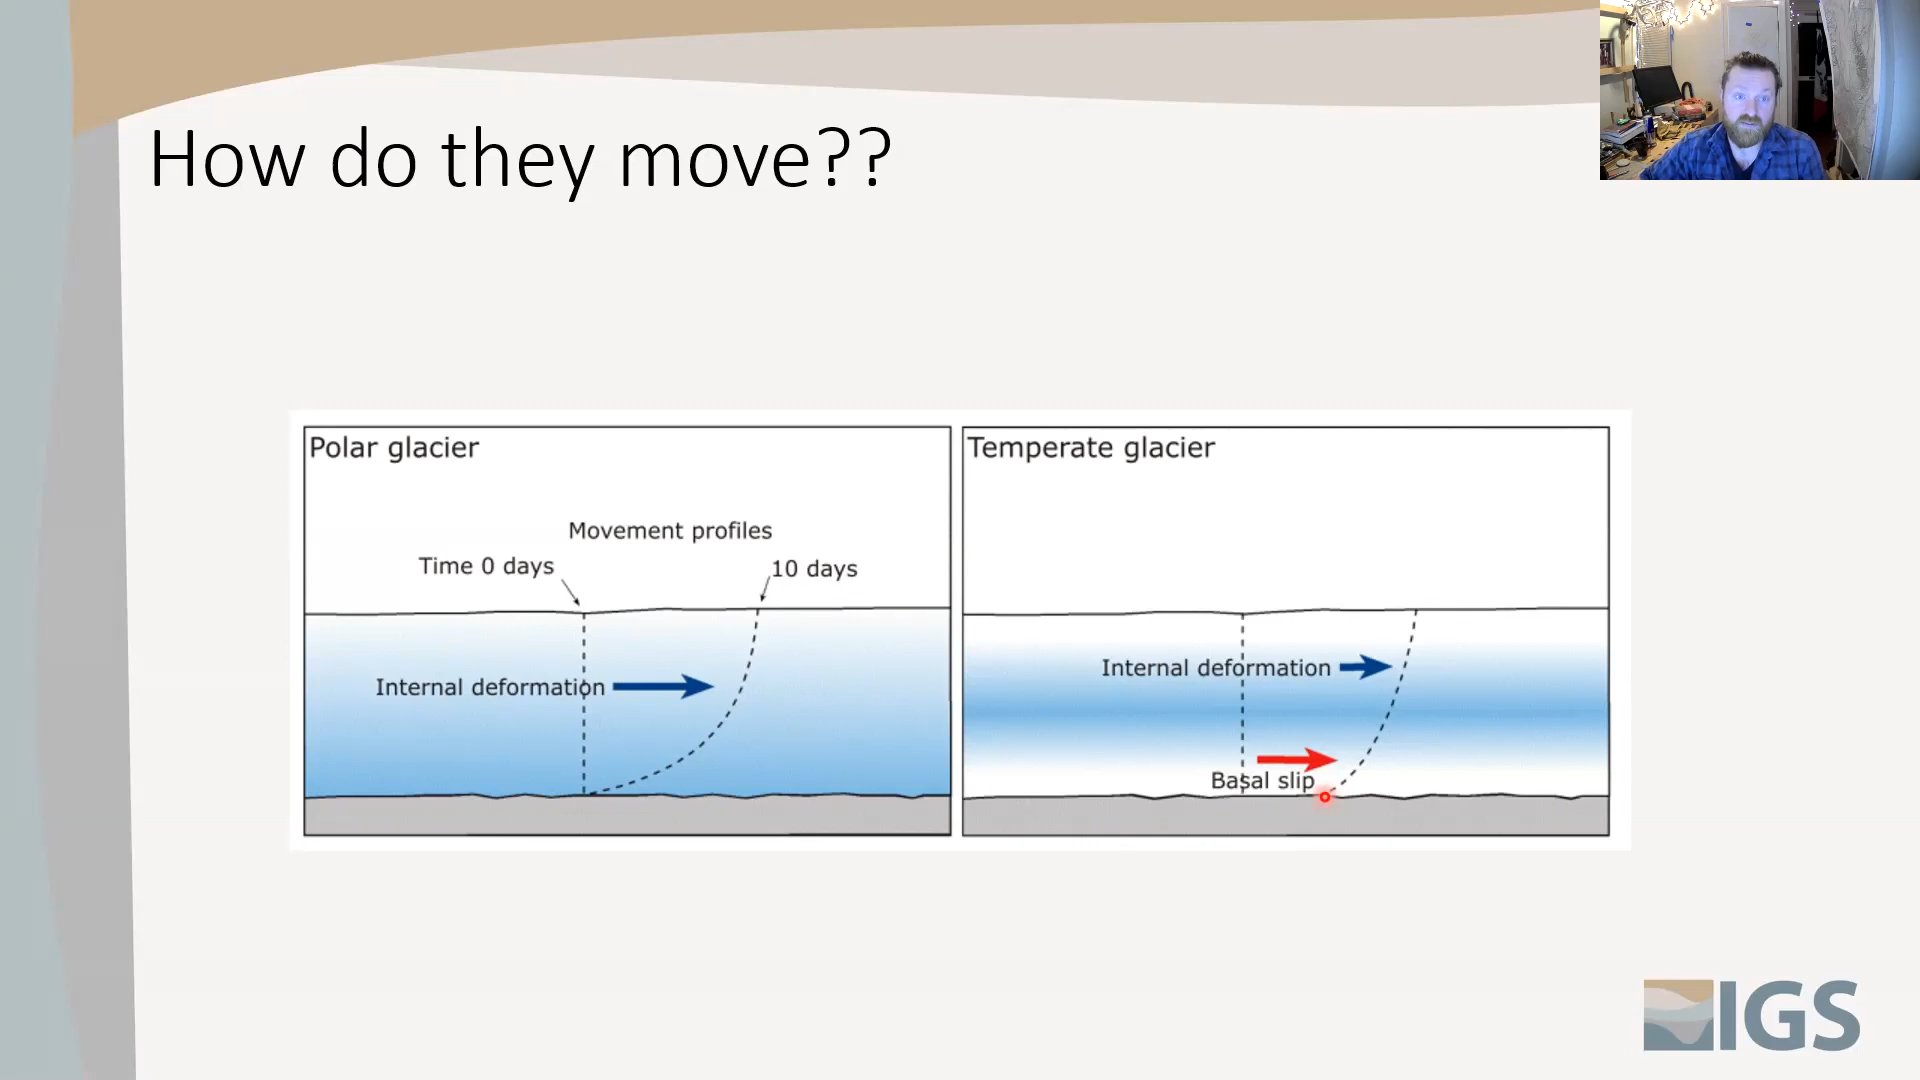 How do they move??
Polar glacier
Movement profiles
Time 0 days
10 days
Internal deformation
Temperate glacier
Internal deformation
Basal slip
IGS